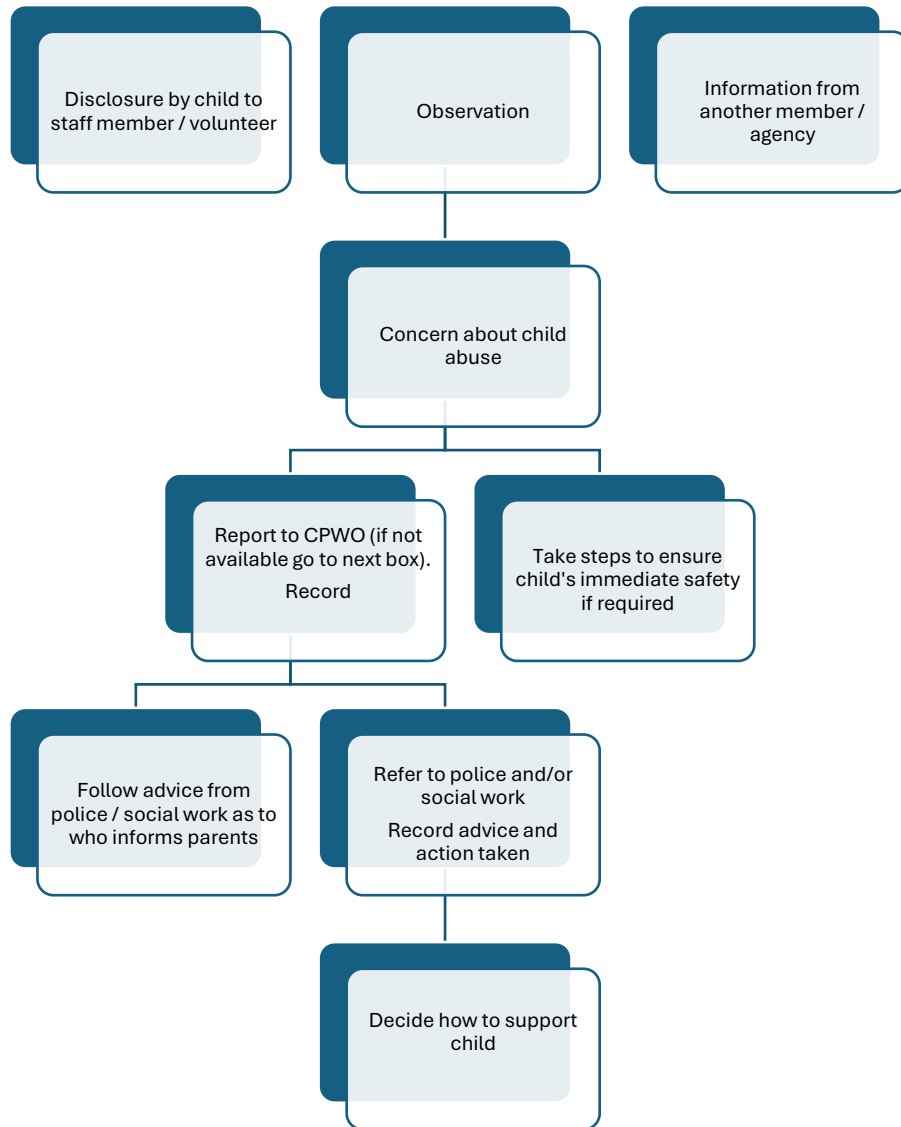 Disclosure by child to
staff member / volunteer
Observation
Information from
another member /
agency
Concern about child
abuse
Report to CPWO (if not
available go to next box).
Record
Take steps to ensure
child's immediate safety
if required
Follow advice from
police / social work as to
who informs parents
Refer to police and/or
social work
Record advice and
action taken
Decide how to support
child